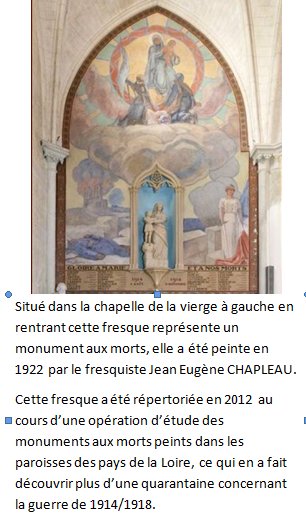 GLOIRE A MARIE
ET A NOS MORTS
1914
1918
Situé dans la chapelle de la vierge à gauche en
rentrant cette fresque représente un
monument aux morts, elle a été peinte en
1922 par le fresquiste Jean Eugène CHAPLEAU.
Cette fresque a été répertoriée en 2012 au
cours d’une opération d’étude des
monuments aux morts peints dans les
paroisses des pays de la Loire, ce qui en a fait
découvrir plus d’une quarantaine concernant
la guerre de 1914/1918.